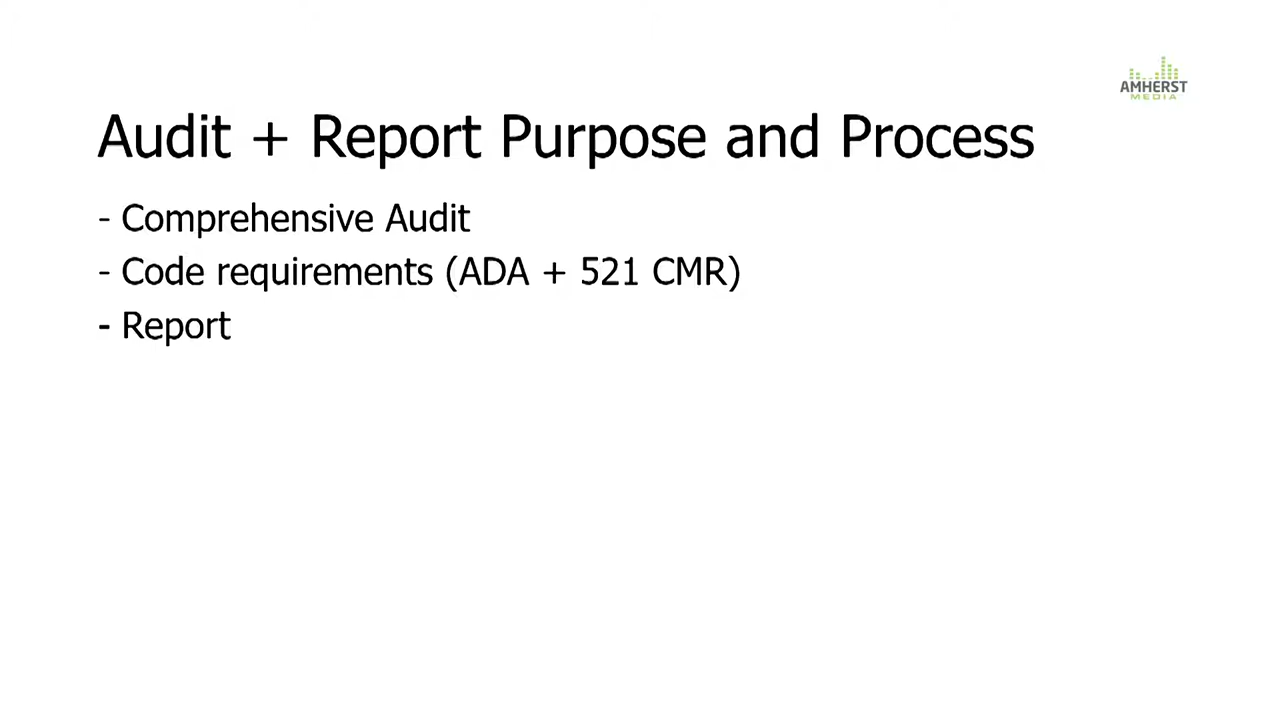 AMHERST
MEDIA
Audit + Report Purpose and Process
- Comprehensive Audit
- Code requirements (ADA + 521 CMR)
- Report